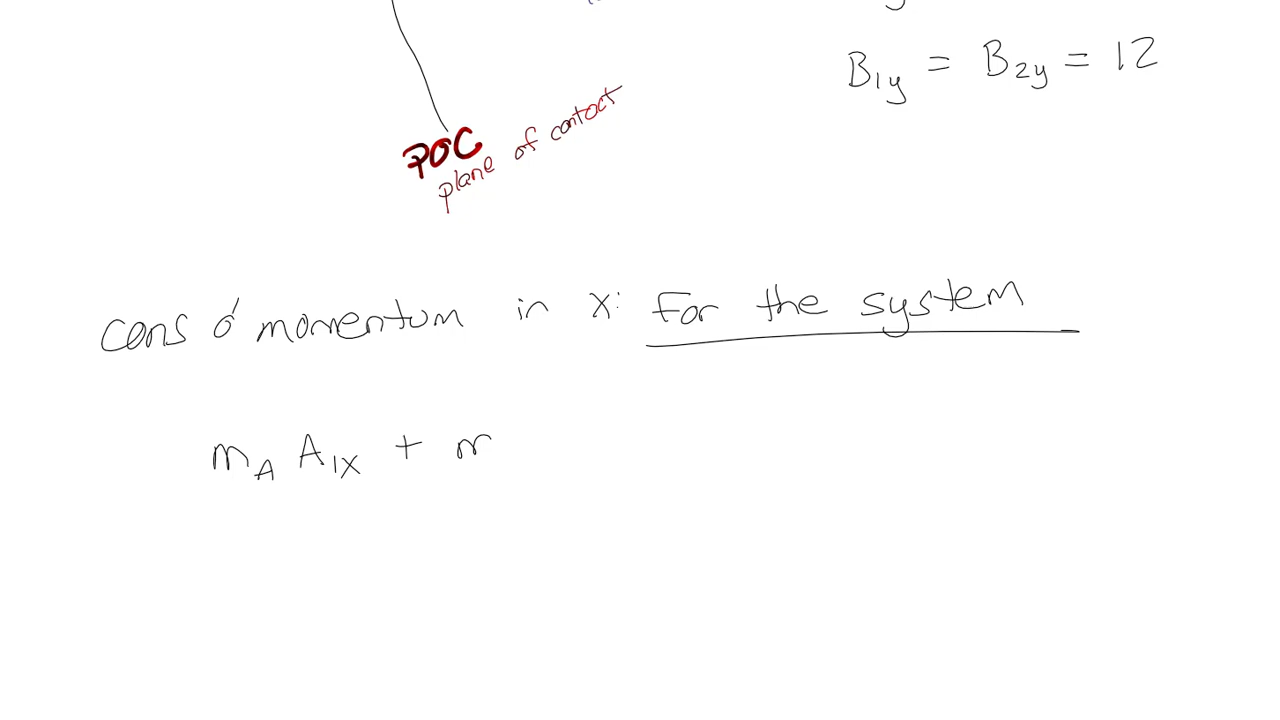 B1y = B2y = 12
POC
plane of contact
cons o' momentum in x: For the system
mA A1x + m